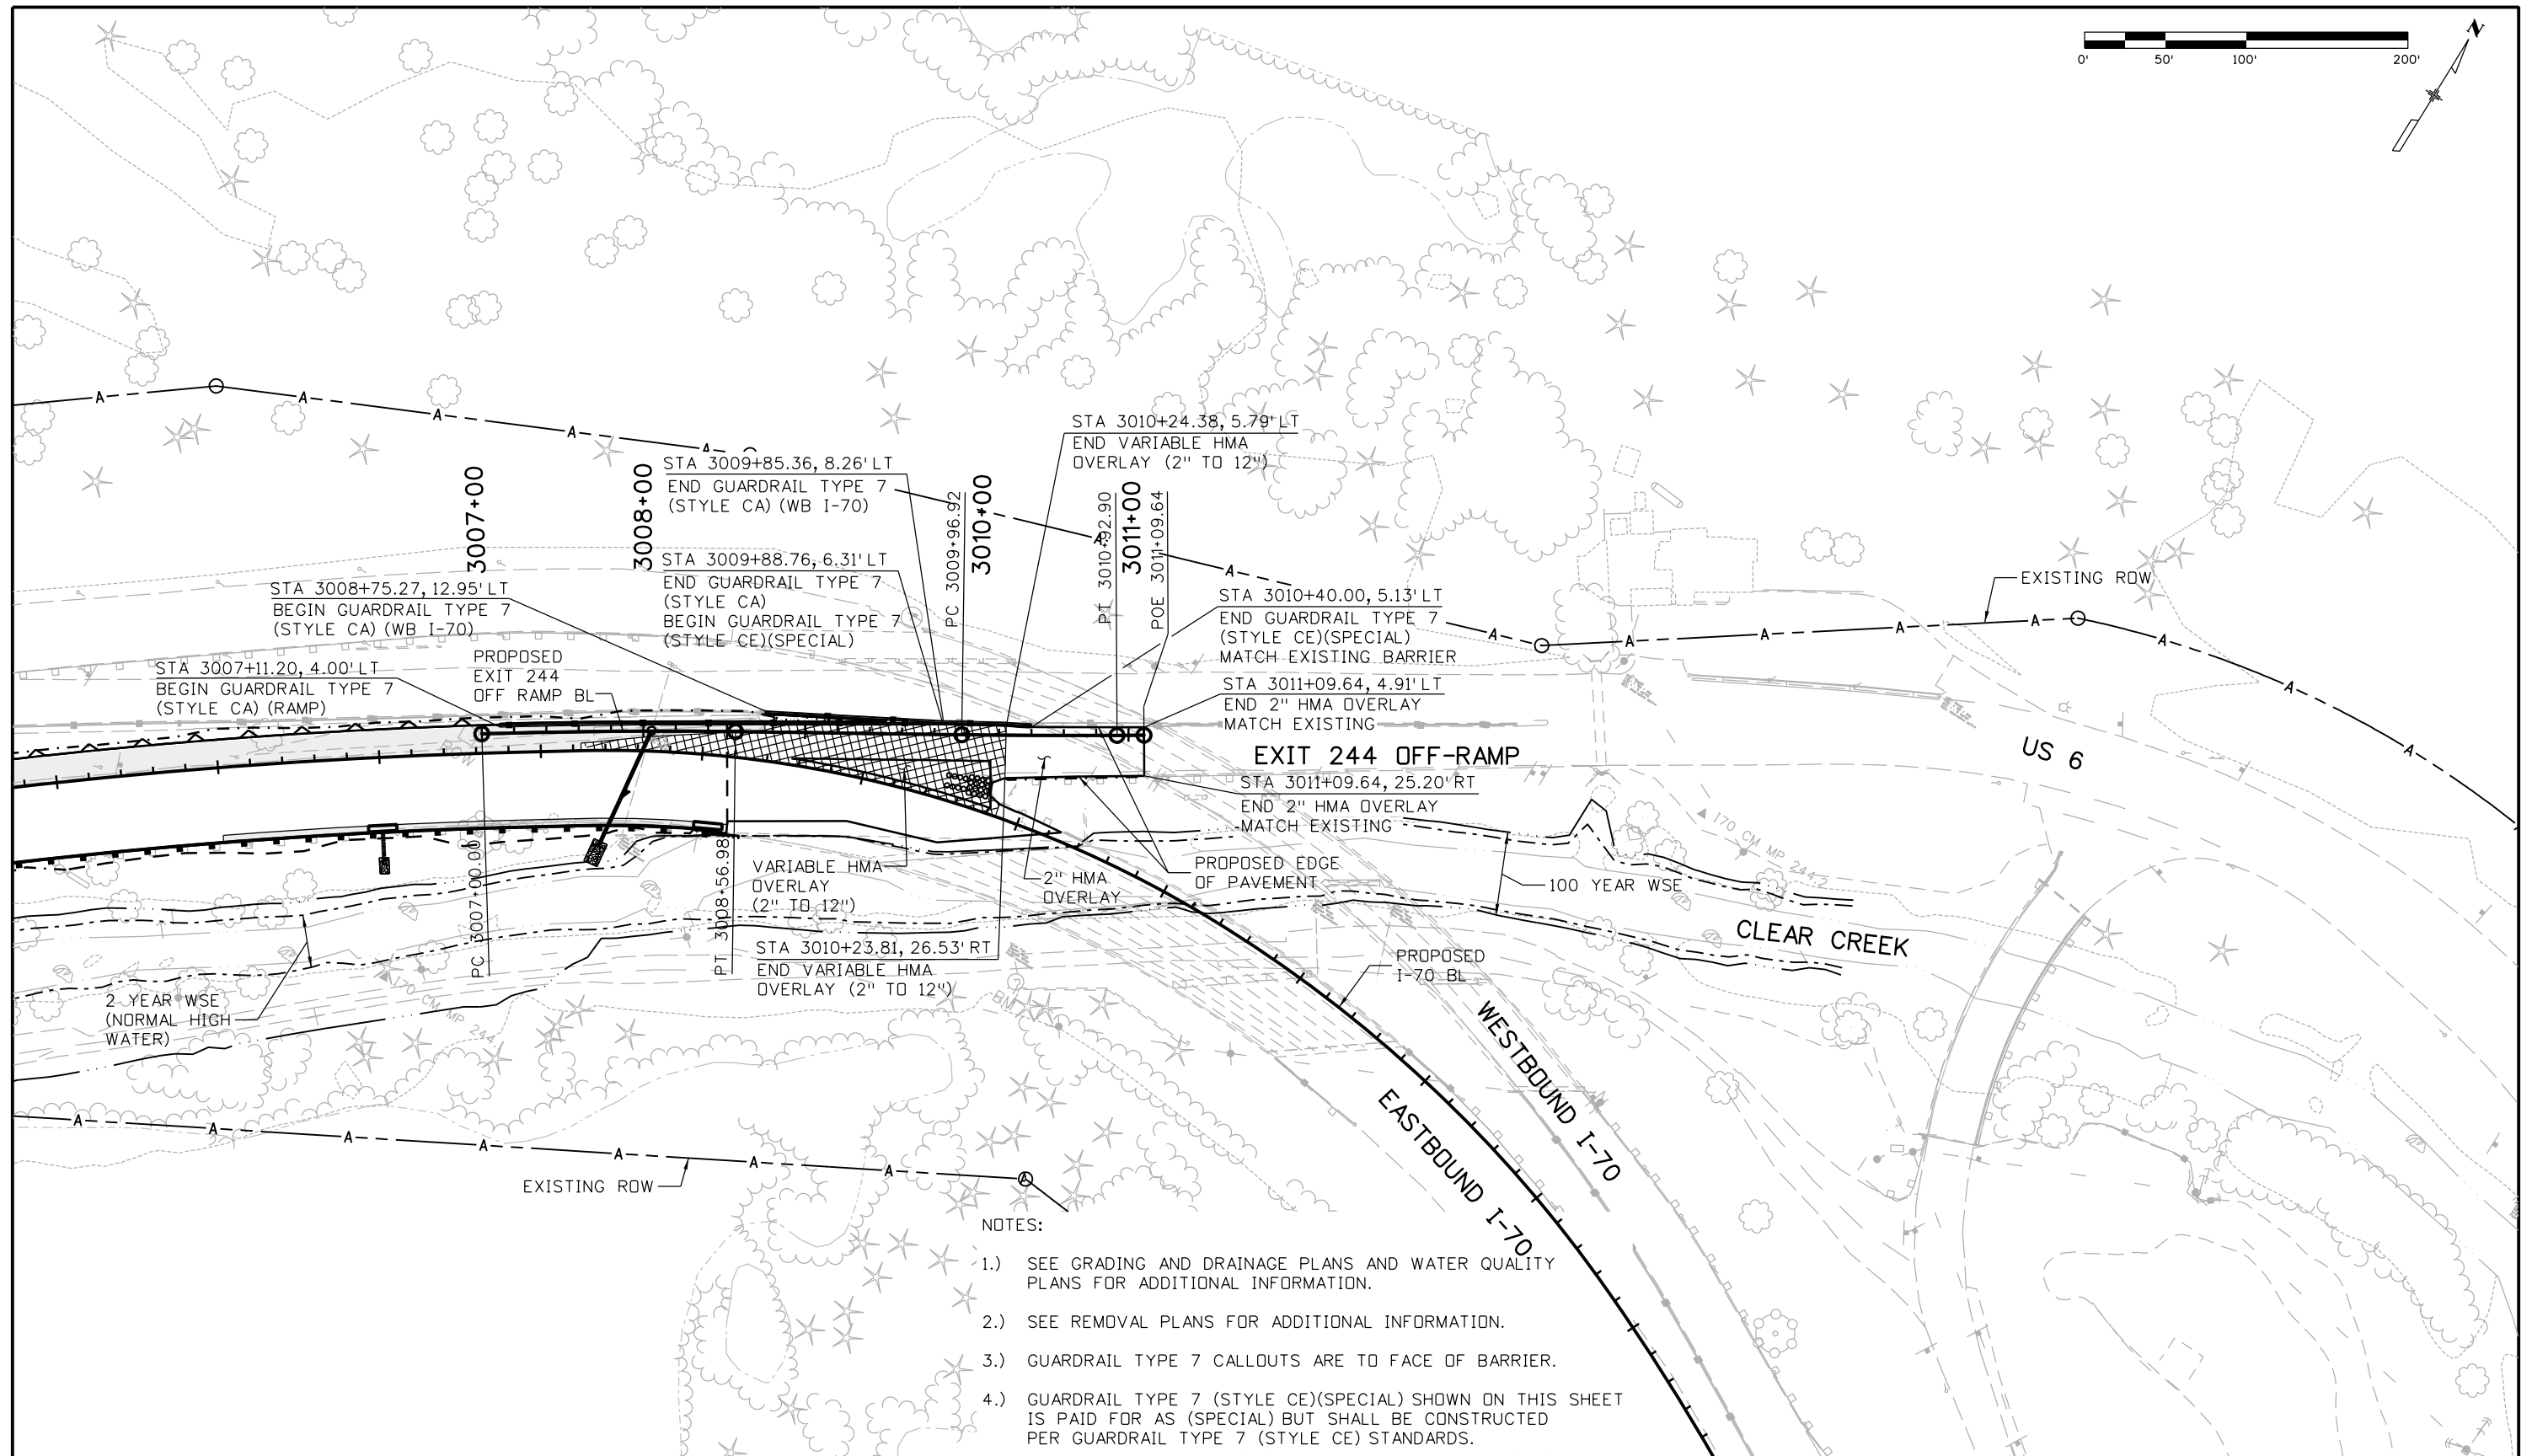 0' 50' 100' 200'
N
STA 3010+24.38, 5.79' LT
END VARIABLE HMA
OVERLAY (2" TO 12")
STA 3009+85.36, 8.26' LT
END GUARDRAIL TYPE 7
(STYLE CA) (WB I-70)
3007+00
3008+00
PC 3009+96.92
3010+00
PT 3010+92.90
3011+00
POE 3011+09.64
STA 3009+88.76, 6.31' LT
END GUARDRAIL TYPE 7
(STYLE CA)
BEGIN GUARDRAIL TYPE 7
(STYLE CE)(SPECIAL)
STA 3008+75.27, 12.95' LT
BEGIN GUARDRAIL TYPE 7
(STYLE CA) (WB I-70)
EXISTING ROW
STA 3010+40.00, 5.13' LT
END GUARDRAIL TYPE 7
(STYLE CE)(SPECIAL)
MATCH EXISTING BARRIER
PROPOSED
EXIT 244
OFF RAMP BL
STA 3007+11.20, 4.00' LT
BEGIN GUARDRAIL TYPE 7
(STYLE CA) (RAMP)
STA 3011+09.64, 4.91' LT
END 2" HMA OVERLAY
MATCH EXISTING
EXIT 244 OFF-RAMP
US 6
STA 3011+09.64, 25.20' RT
END 2" HMA OVERLAY
MATCH EXISTING
I70 CM MP 244.2
PC 3007+00.00
PT 3008+56.98
VARIABLE HMA
OVERLAY
(2" TO 12")
2" HMA
OVERLAY
PROPOSED EDGE
OF PAVEMENT
100 YEAR WSE
CLEAR CREEK
STA 3010+23.81, 26.53' RT
END VARIABLE HMA
OVERLAY (2" TO 12")
PROPOSED
I-70 BL
2 YEAR WSE
(NORMAL HIGH
WATER)
I70 CM MP 244
WESTBOUND I-70
EASTBOUND I-70
EXISTING ROW
NOTES:
1.) SEE GRADING AND DRAINAGE PLANS AND WATER QUALITY
PLANS FOR ADDITIONAL INFORMATION.
2.) SEE REMOVAL PLANS FOR ADDITIONAL INFORMATION.
3.) GUARDRAIL TYPE 7 CALLOUTS ARE TO FACE OF BARRIER.
4.) GUARDRAIL TYPE 7 (STYLE CE)(SPECIAL) SHOWN ON THIS SHEET
IS PAID FOR AS (SPECIAL) BUT SHALL BE CONSTRUCTED
PER GUARDRAIL TYPE 7 (STYLE CE) STANDARDS.